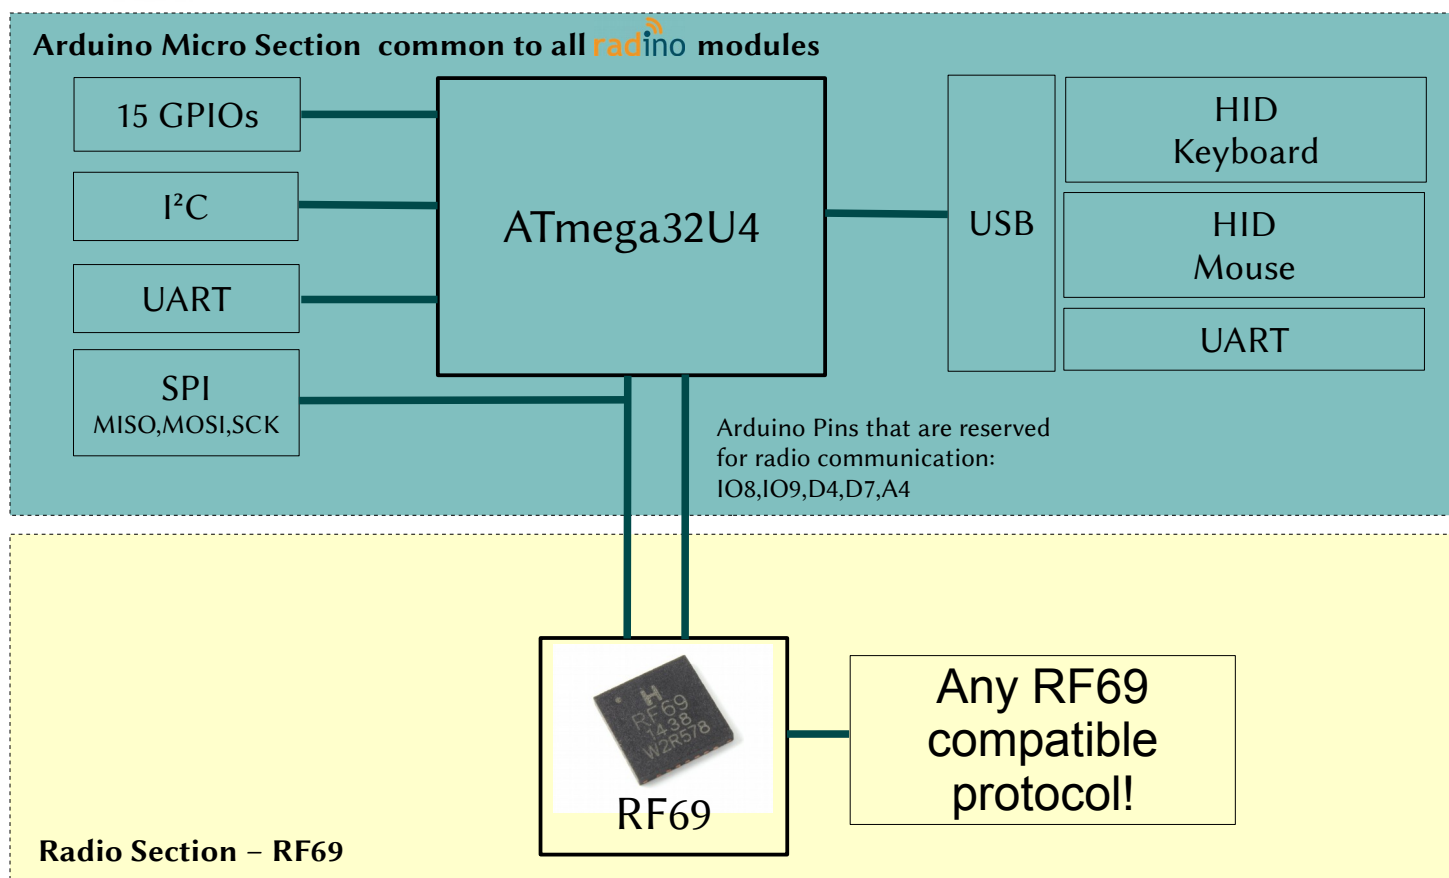 Arduino Micro Section common to all radino modules
15 GPIOs
I²C
UART
SPI
MISO,MOSI,SCK
ATmega32U4
USB
HID
Keyboard
HID
Mouse
UART
Arduino Pins that are reserved
for radio communication:
IO8,IO9,D4,D7,A4
H
RF69
1438
W2R578
RF69
Any RF69
compatible
protocol!
Radio Section – RF69